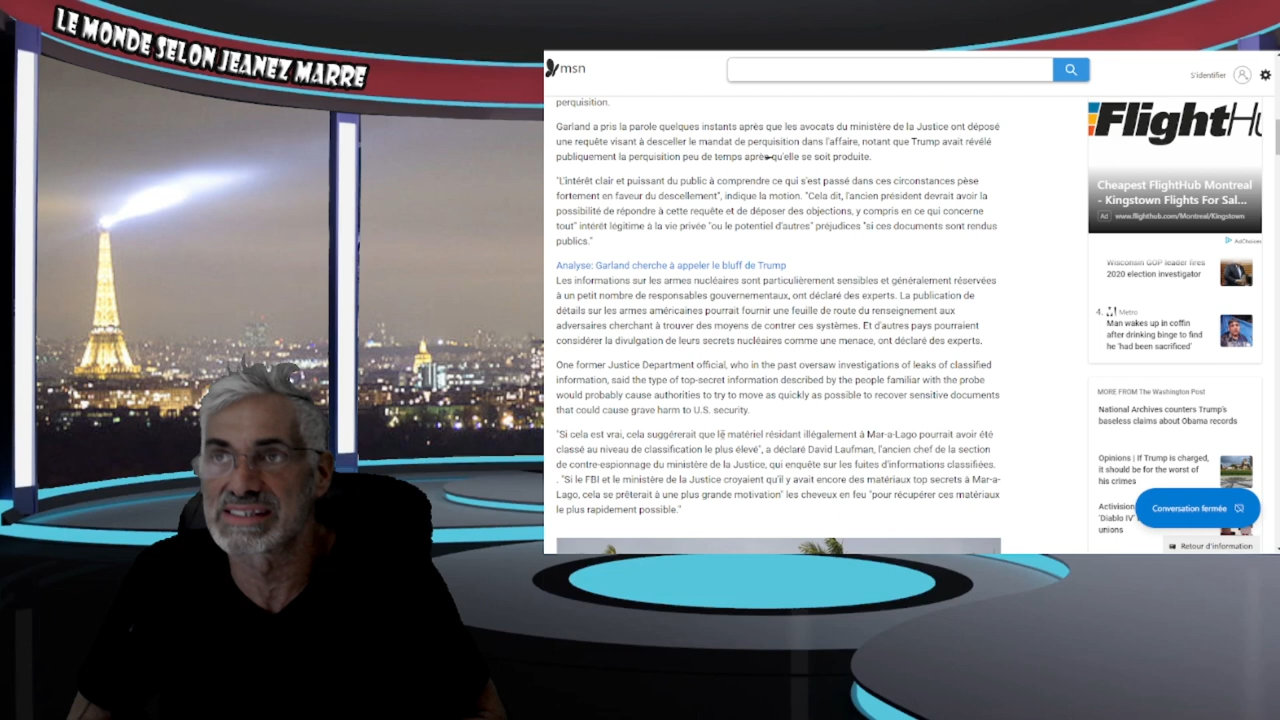 LE MONDE SELON JEANEZ MARRE
msn
S'identifier
perquisition.
Garland a pris la parole quelques instants après que les avocats du ministère de la Justice ont déposé
une requête visant à desceller le mandat de perquisition dans l'affaire, notant que Trump avait révélé
publiquement la perquisition peu de temps après qu'elle se soit produite.
"L'intérêt clair et puissant du public à comprendre ce qui s'est passé dans ces circonstances pèse
fortement en faveur du descellement", indique la motion. "Cela dit, l'ancien président devrait avoir la
possibilité de répondre à cette requête et de déposer des objections, y compris en ce qui concerne
tout" intérêt légitime à la vie privée "ou le potentiel d'autres" préjudices "si ces documents sont rendus
publics."
Analyse: Garland cherche à appeler le bluff de Trump
Les informations sur les armes nucléaires sont particulièrement sensibles et généralement réservées
à un petit nombre de responsables gouvernementaux, ont déclaré des experts. La publication de
détails sur les armes américaines pourrait fournir une feuille de route du renseignement aux
adversaires cherchant à trouver des moyens de contrer ces systèmes. Et d'autres pays pourraient
considérer la divulgation de leurs secrets nucléaires comme une menace, ont déclaré des experts.
One former Justice Department official, who in the past oversaw investigations of leaks of classified
information, said the type of top-secret information described by the people familiar with the probe
would probably cause authorities to try to move as quickly as possible to recover sensitive documents
that could cause grave harm to U.S. security.
"Si cela est vrai, cela suggérerait que le matériel résidant illégalement à Mar-a-Lago pourrait avoir été
classé au niveau de classification le plus élevé", a déclaré David Laufman, l'ancien chef de la section
de contre-espionnage du ministère de la Justice, qui enquête sur les fuites d'informations classifiées.
. "Si le FBI et le ministère de la Justice croyaient qu'il y avait encore des matériaux top secrets à Mar-a-
Lago, cela se prêterait à une plus grande motivation" les cheveux en feu "pour récupérer ces matériaux
le plus rapidement possible."
FlightHu
Cheapest FlightHub Montreal
- Kingstown Flights For Sal...
Ad www.flighthub.com/Montreal/Kingstown
AdChoices
Wisconsin GOP leader fires
2020 election investigator
4. Metro
Man wakes up in coffin
after drinking binge to find
he 'had been sacrificed'
MORE FROM The Washington Post
National Archives counters Trump's
baseless claims about Obama records
Opinions | If Trump is charged,
it should be for the worst of
his crimes
Activision
'Diablo IV'
unions
Conversation fermée
Retour d'information